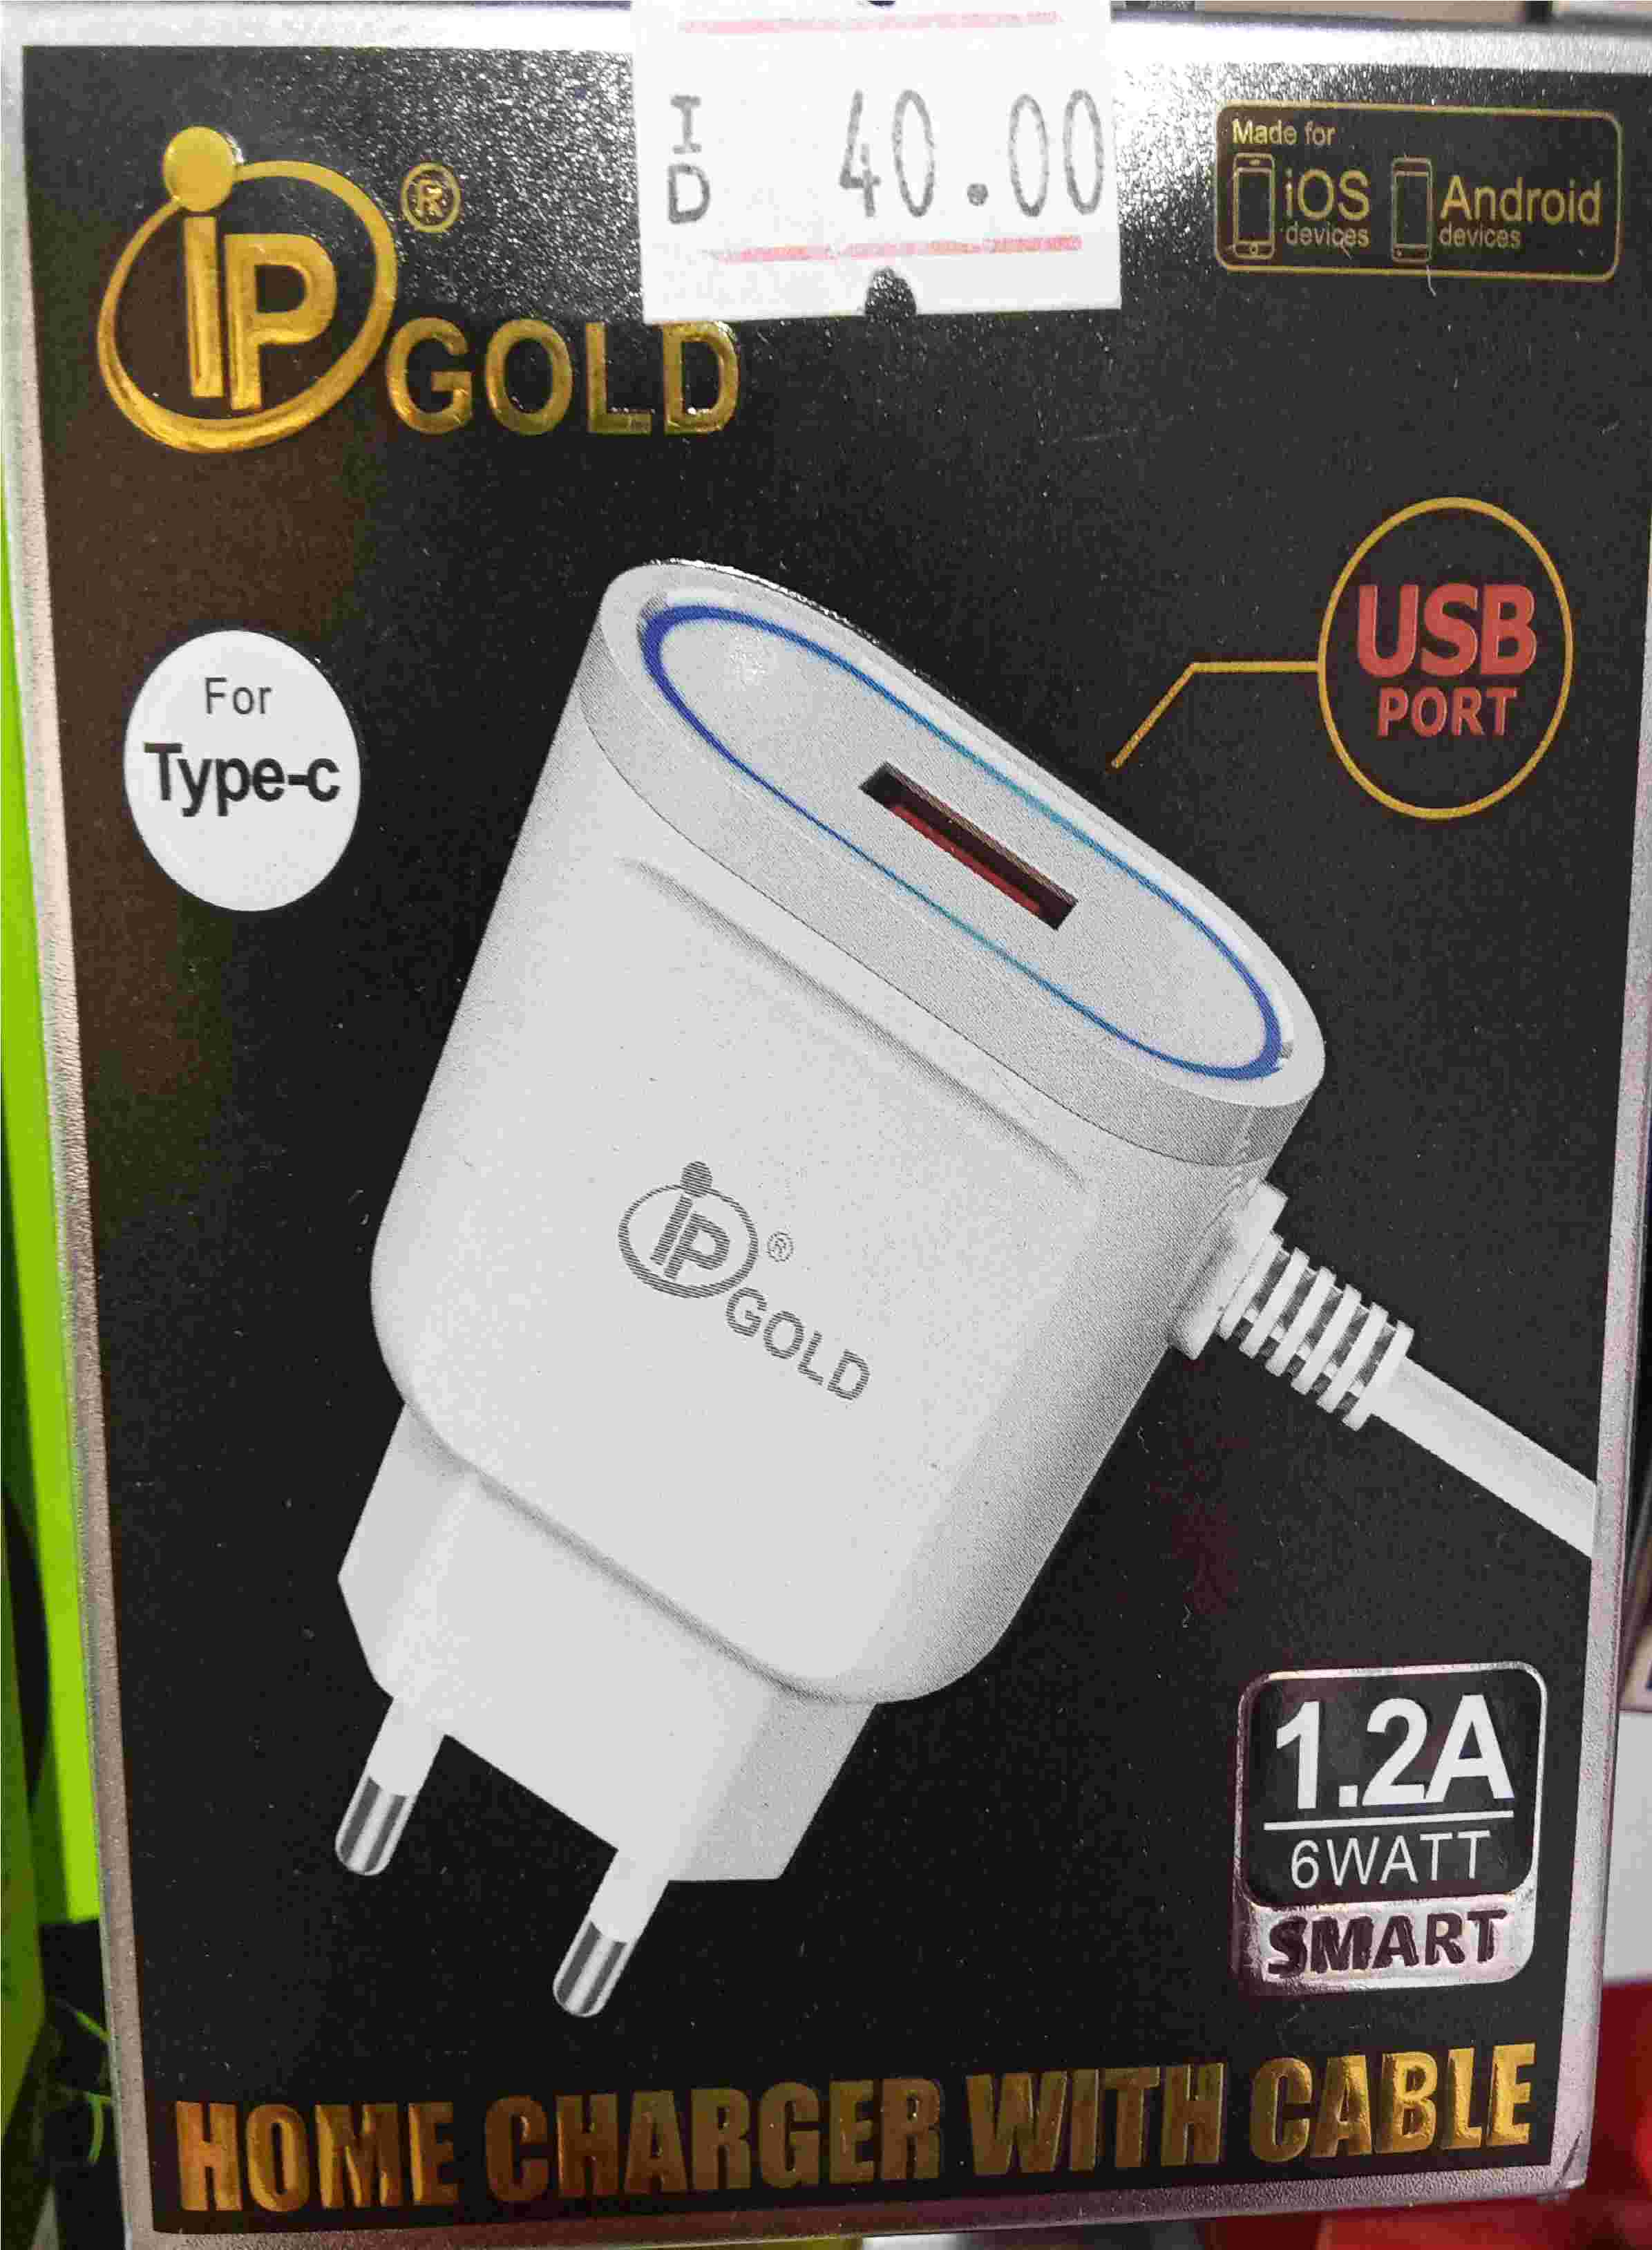 I
D
40.00
Made for
iOS
devices
Android
devices
iP
®
GOLD
USB
PORT
For
Type-c
iP
®
GOLD
1.2A
6WATT
SMART
HOME CHARGER WITH CABLE